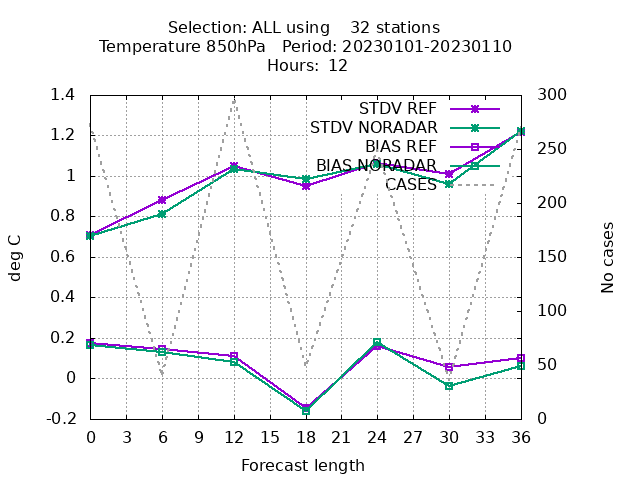 Selection: ALL using    32 stations
Temperature 850hPa   Period: 20230101-20230110
Hours:  12
1.4
1.2
1
0.8
0.6
0.4
0.2
0
-0.2
deg C
STDV REF
STDV NORADAR
BIAS REF
BIAS NORADAR
CASES
300
250
200
150
100
50
0
No cases
0 3 6 9 12 15 18 21 24 27 30 33 36
Forecast length